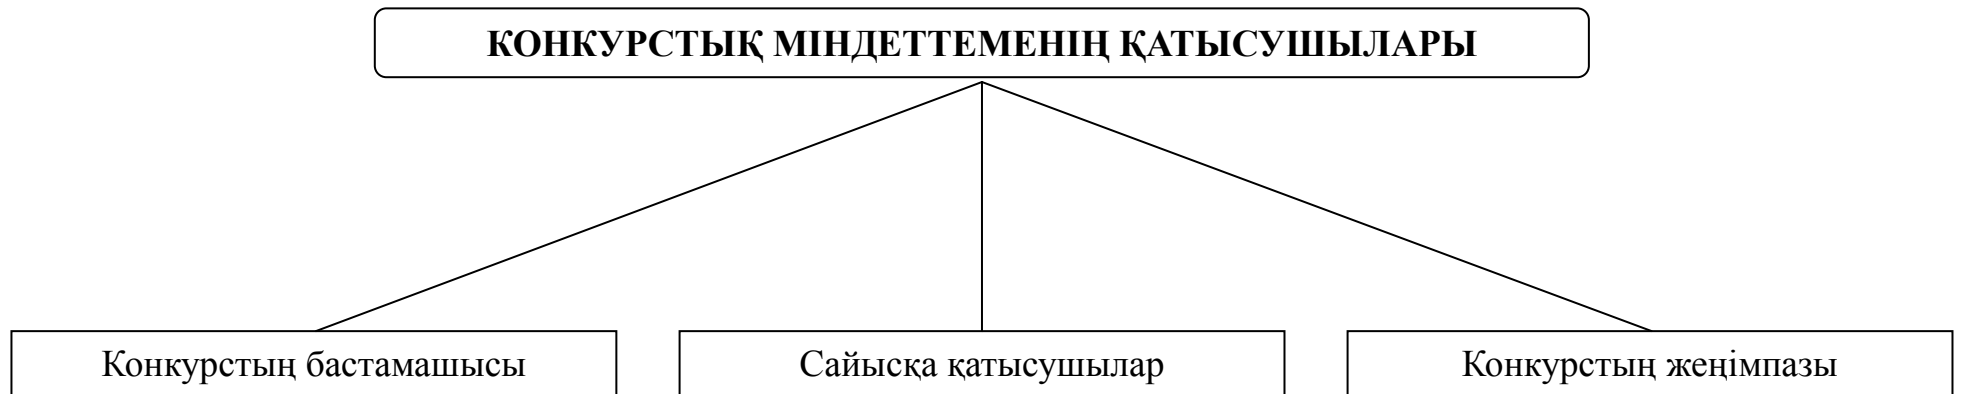 КОНКУРСТЫҚ МІНДЕТТЕМЕНІҢ ҚАТЫСУШЫЛАРЫ
Конкурстың бастамашысы
Сайысқа қатысушылар
Конкурстың жеңімпазы